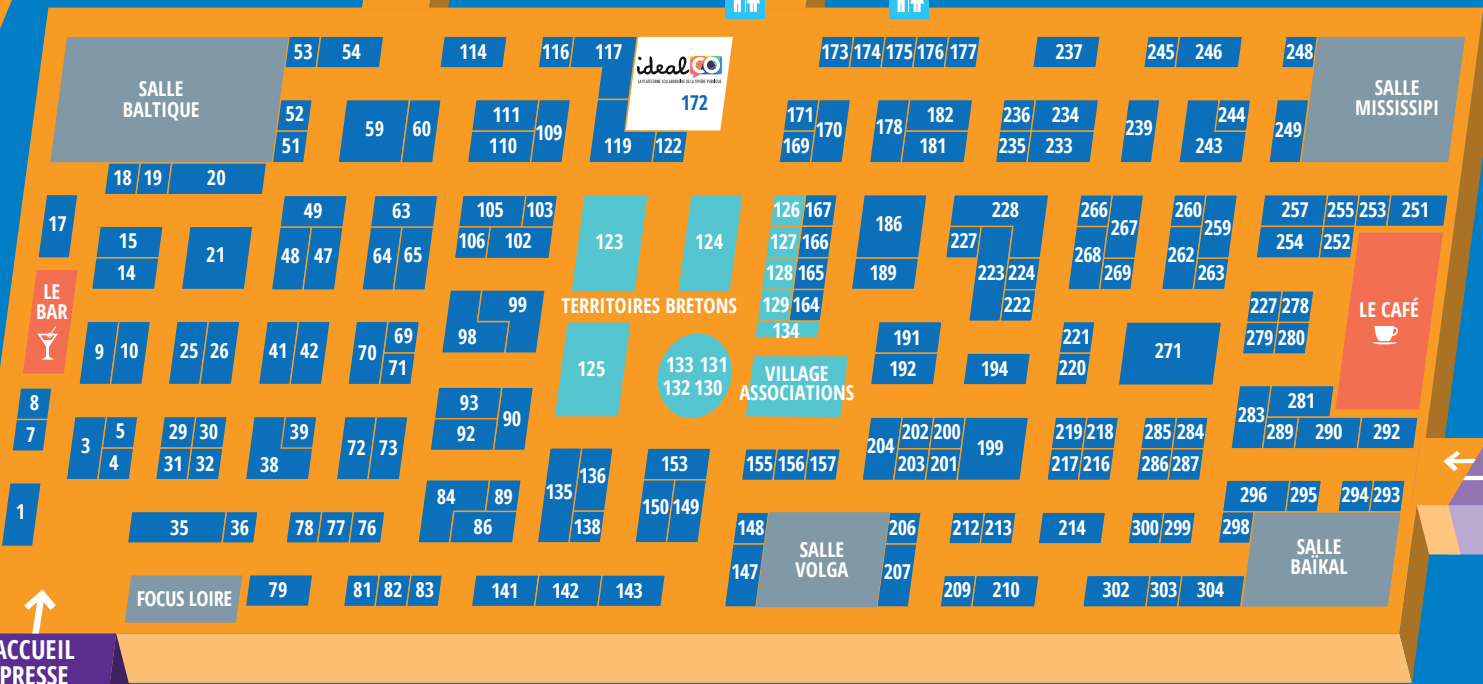 53 54 114 116 117 173 174 175 176 177 237 245 246 248
idealCO
172
SALLE
BALTIQUE
SALLE
MISSISSIPI
52 59 60 111 109 171 170 178 182 236 234 239 244 249
51 110 119 122 169 181 235 233 243
18 19 20
17 49 63 105 103 123 124 126 167 186 228 266 267 260 259 257 255 253 251
15 21 48 47 64 65 106 102 127 166 227 268 262 254 252
14 128 165 189 223 224 269 263
LE
BAR
99 TERRITOIRES BRETONS 129 164 222 227 278 LE CAFÉ
98 134 191 221 279 280
9 10 25 26 41 42 70 69 125 133 131 192 220 271
71 132 130 194
VILLAGE
ASSOCIATIONS
8 93 90 283 281
7 3 5 29 30 39 72 73 92 204 202 200 199 219 218 285 284 289 290 292
4 31 32 38 135 136 153 155 156 157 203 201 217 216 286 287
1 84 89 150 149 296 295 294 293
35 36 78 77 76 86 138 148 206 212 213 214 300 299 298
SALLE
VOLGA
SALLE
BAÏKAL
147 207
FOCUS LOIRE 79 81 82 83 141 142 143 209 210 302 303 304
ACCUEIL
PRESSE